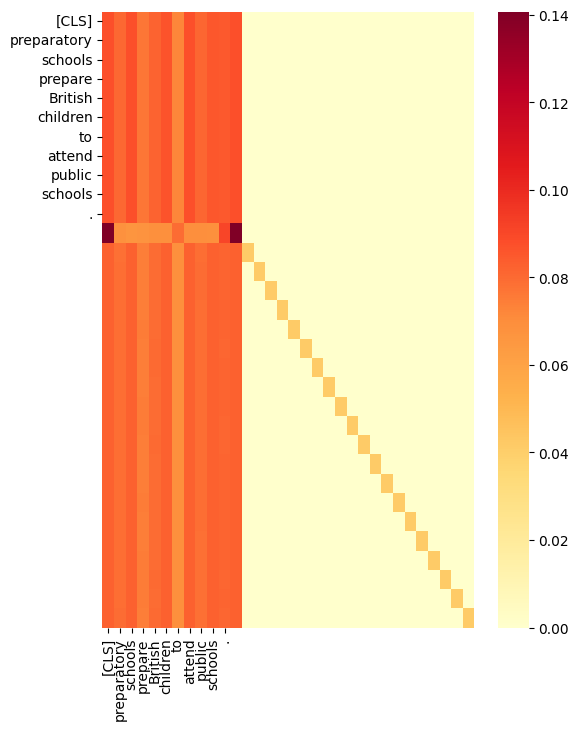 [CLS]
preparatory
schools
prepare
British
children
to
attend
public
schools
.
0.14
0.12
0.10
0.08
0.06
0.04
0.02
0.00
[CLS]
preparatory
schools
prepare
British
children
to
attend
public
schools
.